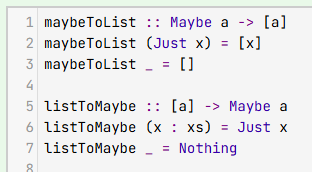 1 maybeToList :: Maybe a -> [a]
2 maybeToList (Just x) = [x]
3 maybeToList _ = []
4
5 listToMaybe :: [a] -> Maybe a
6 listToMaybe (x : xs) = Just x
7 listToMaybe _ = Nothing
8